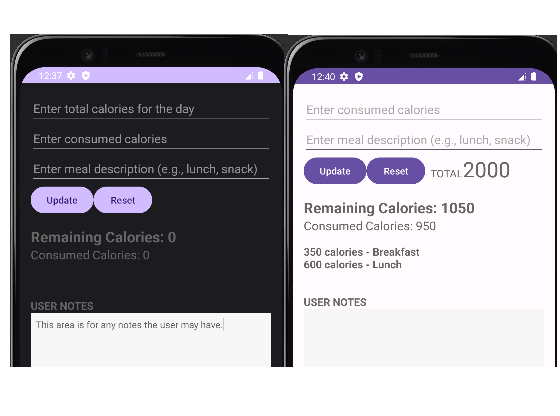 12:37
Enter total calories for the day
Enter consumed calories
Enter meal description (e.g., lunch, snack)
Update Reset
Remaining Calories: 0
Consumed Calories: 0
USER NOTES
This area is for any notes the user may have.
12:40
Enter consumed calories
Enter meal description (e.g., lunch, snack)
Update Reset TOTAL2000
Remaining Calories: 1050
Consumed Calories: 950
350 calories - Breakfast
600 calories - Lunch
USER NOTES